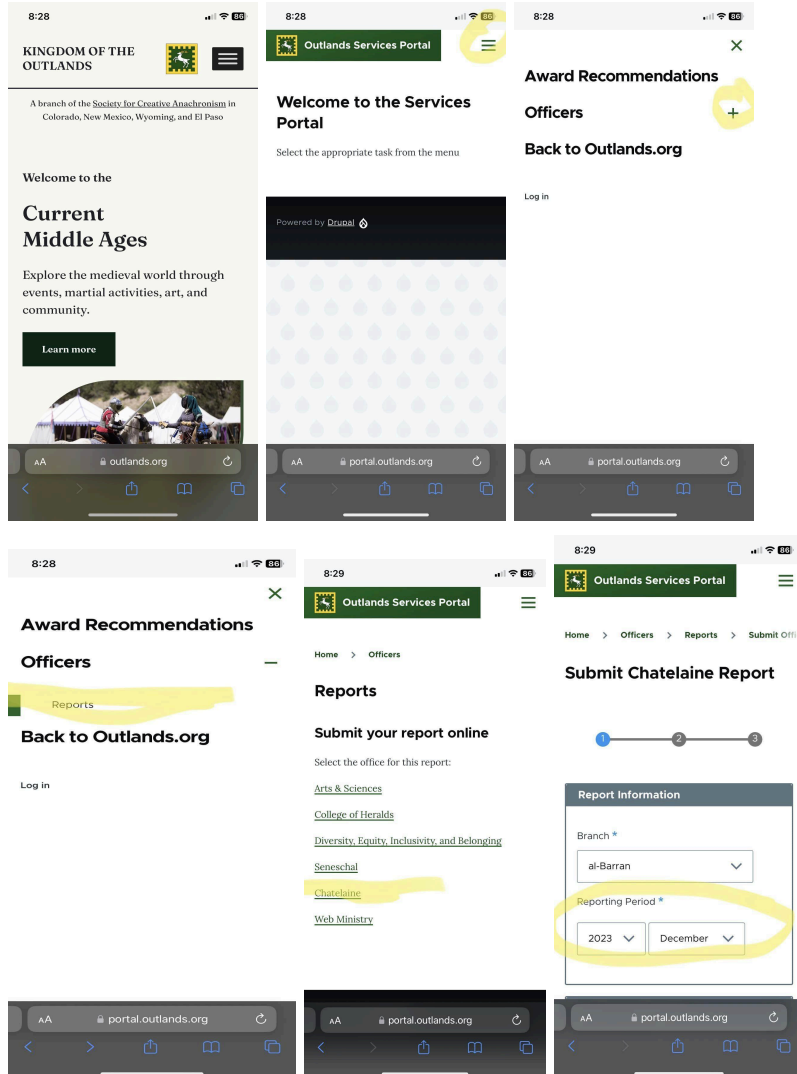 8:28
86
KINGDOM OF THE
OUTLANDS
A branch of the Society for Creative Anachronism in
Colorado, New Mexico, Wyoming, and El Paso
Welcome to the
Current
Middle Ages
Explore the medieval world through
events, martial activities, art, and
community.
Learn more
AA outlands.org
8:28
86
Outlands Services Portal
Welcome to the Services
Portal
Select the appropriate task from the menu
Powered by Drupal
AA portal.outlands.org
8:28
86
Award Recommendations
Officers +
Back to Outlands.org
Log in
AA portal.outlands.org
8:28
86
Award Recommendations
Officers –
Reports
Back to Outlands.org
Log in
AA portal.outlands.org
8:29
86
Outlands Services Portal
Home > Officers
Reports
Submit your report online
Select the office for this report:
Arts & Sciences
College of Heralds
Diversity, Equity, Inclusivity, and Belonging
Seneschal
Chatelaine
Web Ministry
AA portal.outlands.org
8:29
86
Outlands Services Portal
Home > Officers > Reports > Submit Offi
Submit Chatelaine Report
1 2 3
Report Information
Branch *
al-Barran
Reporting Period *
2023 December
AA portal.outlands.org